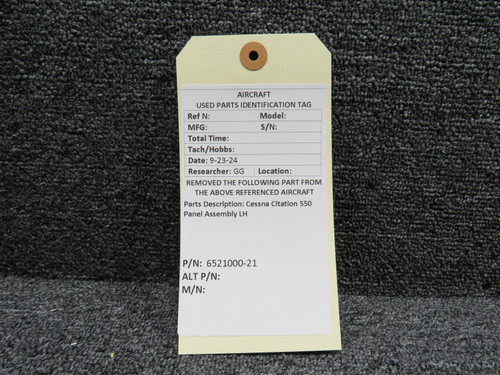 AIRCRAFT
USED PARTS IDENTIFICATION TAG
Ref N: Model:
MFG: S/N:
Total Time:
Tach/Hobbs:
Date: 9-23-24
Researcher: GG Location:
REMOVED THE FOLLOWING PART FROM
THE ABOVE REFERENCED AIRCRAFT
Parts Description: Cessna Citation 550
Panel Assembly LH
P/N: 6521000-21
ALT P/N:
M/N: